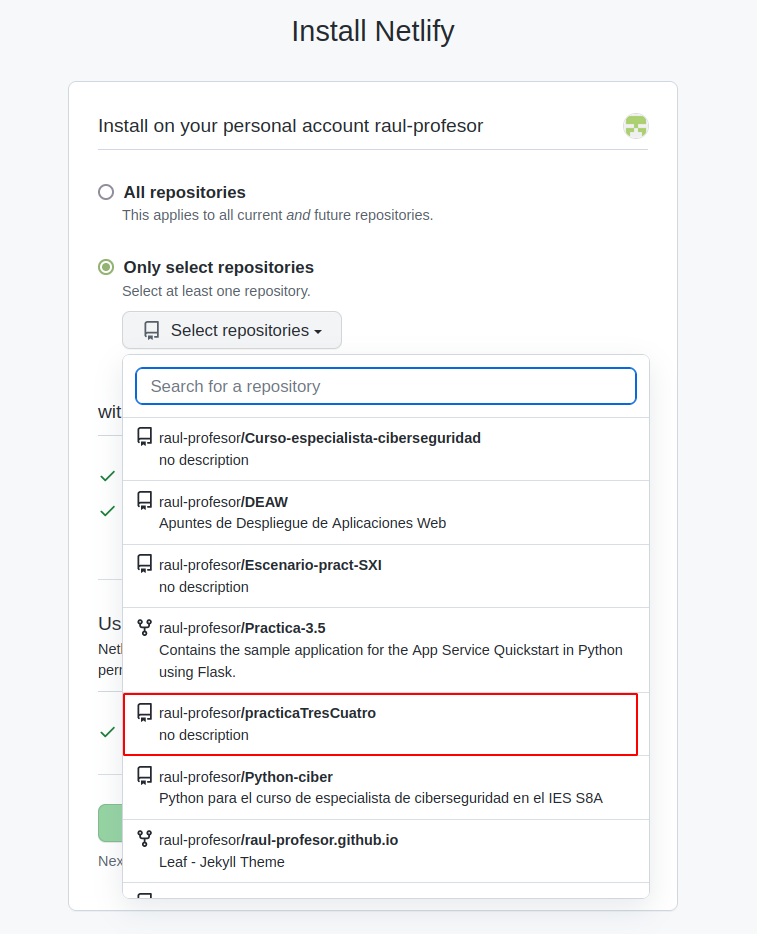 Install Netlify
Install on your personal account raul-profesor
All repositories
This applies to all current and future repositories.
Only select repositories
Select at least one repository.
Select repositories
Search for a repository
wit
raul-profesor/Curso-especialista-ciberseguridad
no description
raul-profesor/DEAW
Apuntes de Despliegue de Aplicaciones Web
raul-profesor/Escenario-pract-SXI
no description
Us
raul-profesor/Practica-3.5
Netl
Contains the sample application for the App Service Quickstart in Python
perr
using Flask.
raul-profesor/practicaTresCuatro
no description
raul-profesor/Python-ciber
Python para el curso de especialista de ciberseguridad en el IES S8A
raul-profesor/raul-profesor.github.io
Nex
Leaf - Jekyll Theme